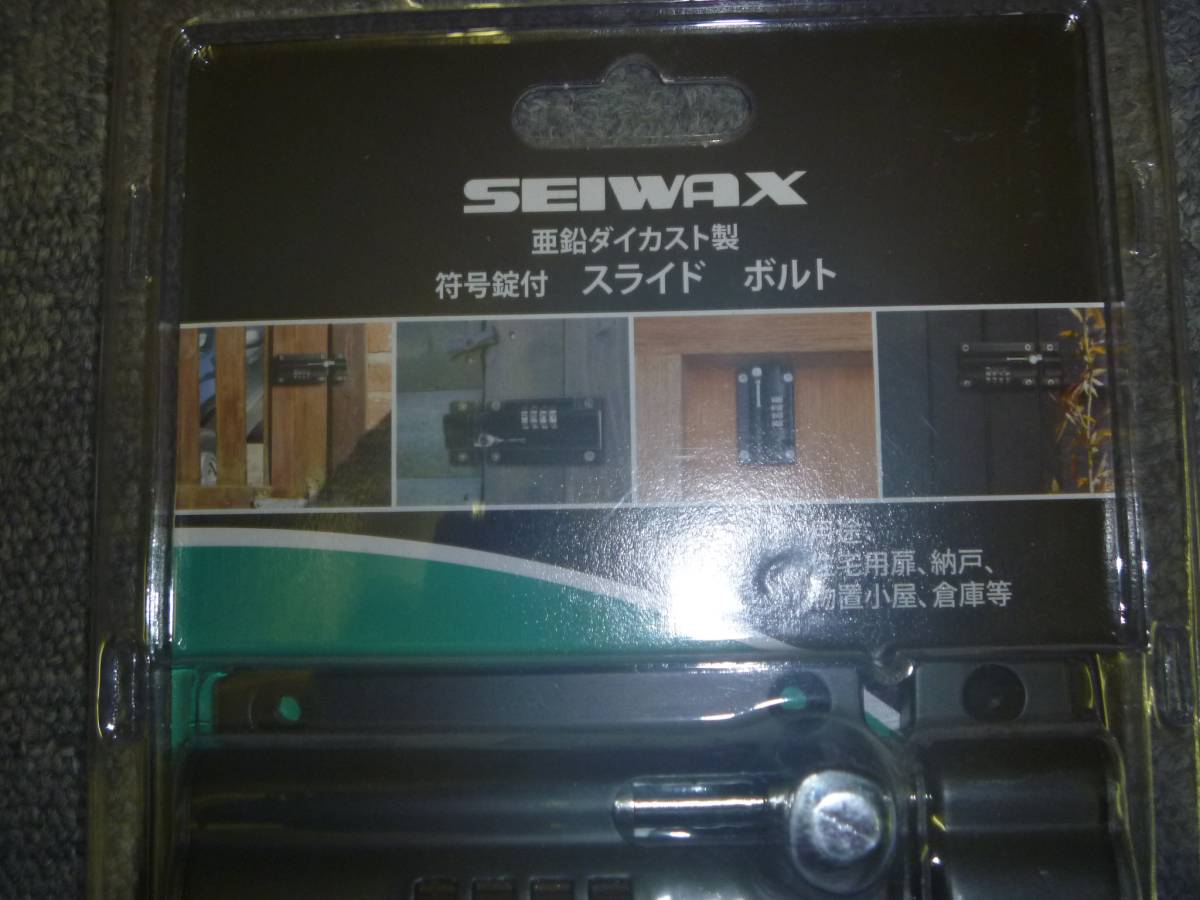 SEIWAX
亜鉛ダイカスト製
符号錠付 スライド ボルト
用途、
住宅用扉、納戸、
物置小屋、倉庫等